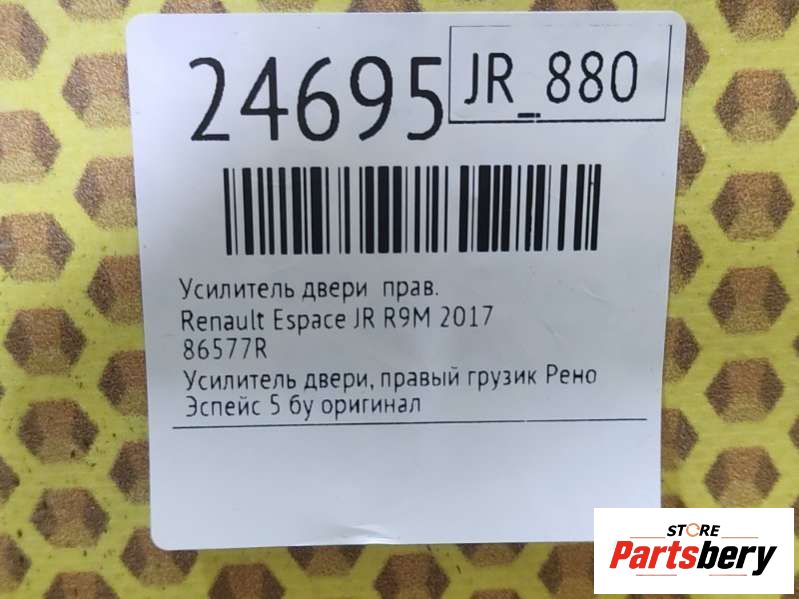 24695
JR_880
Усилитель двери прав.
Renault Espace JR R9M 2017
86577R
Усилитель двери, правый грузик Рено
Эспейс 5 бу оригинал
STORE
Partsbery